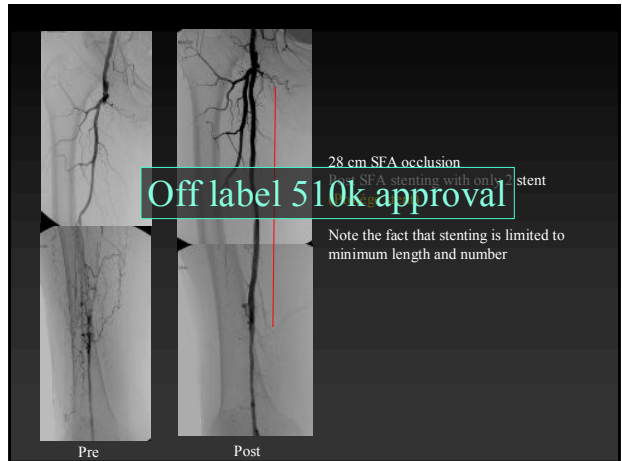 28 cm SFA occlusion
Post SFA stenting with only 2 stent
Off label 510k approval
Note the fact that stenting is limited to
minimum length and number
Pre
Post